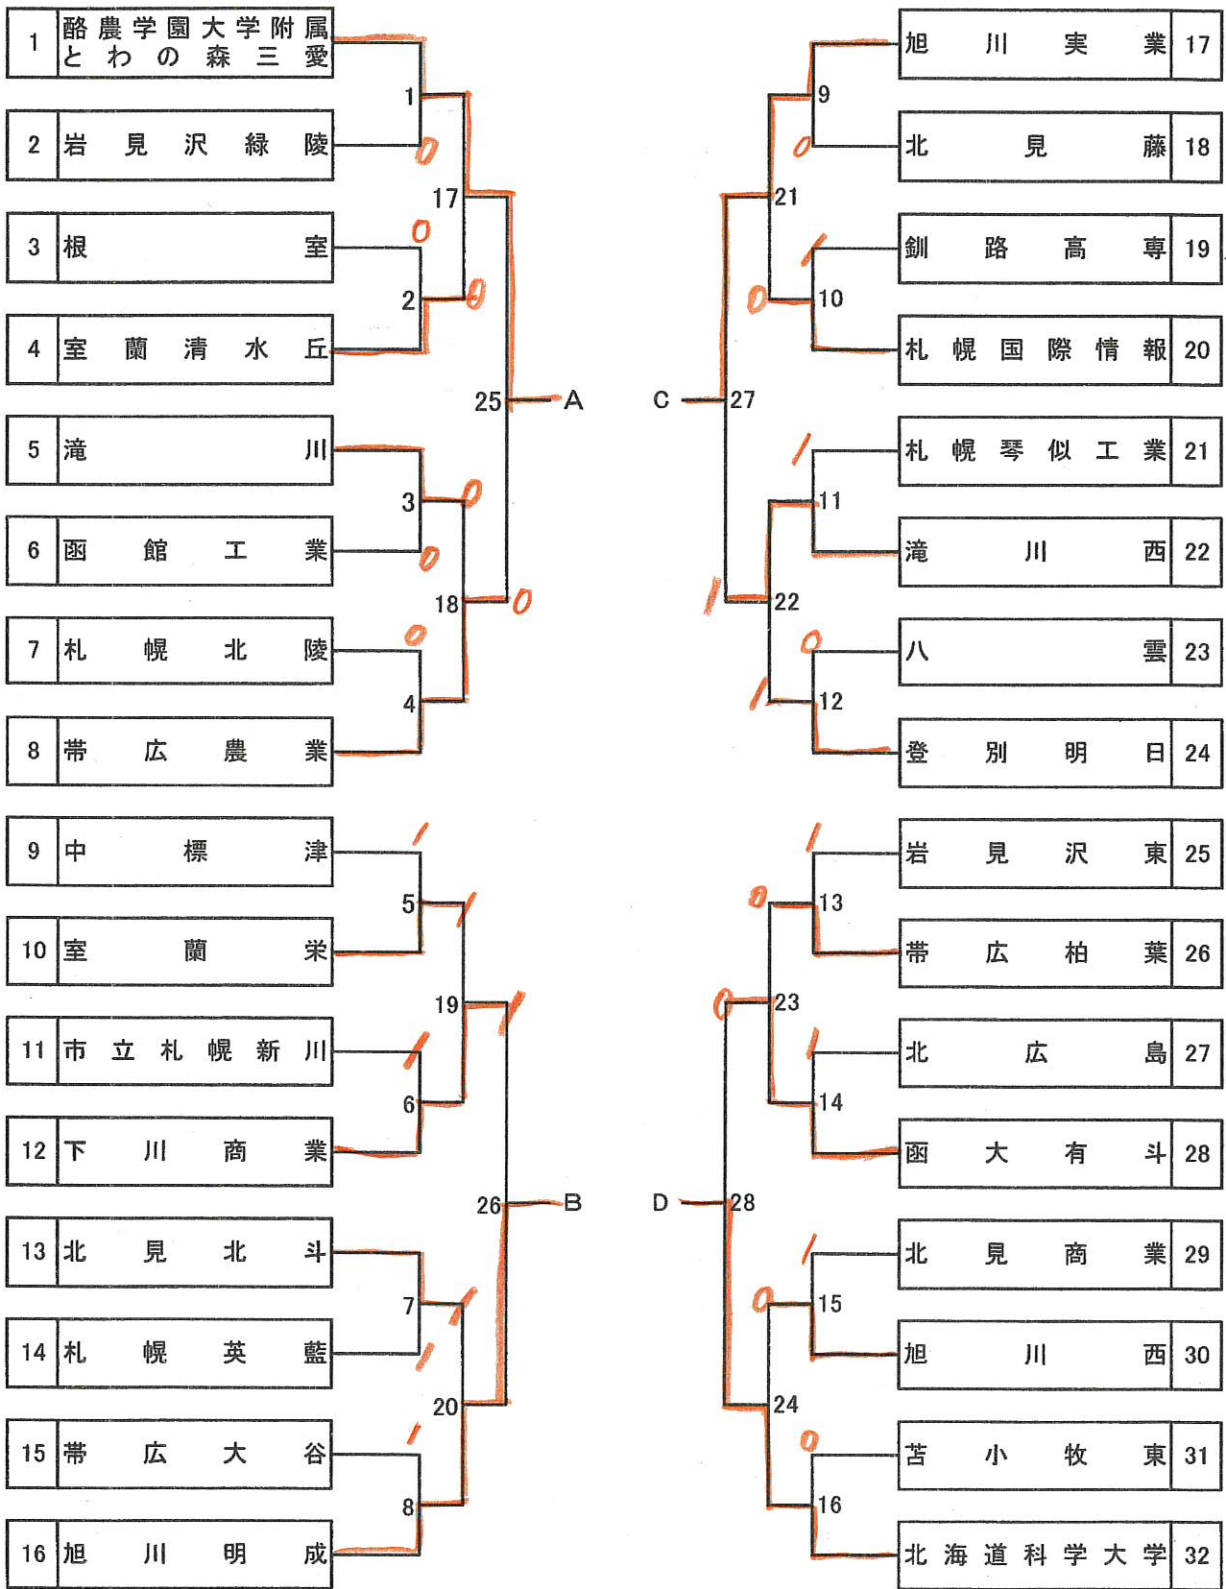 1 酪農学園大学附属
とわの森三愛
2 岩見沢緑陵
3 根室
4 室蘭清水丘
5 滝川
6 函館工業
7 札幌北陵
8 帯広農業
9 中標津
10 室蘭栄
11 市立札幌新川
12 下川商業
13 北見北斗
14 札幌英藍
15 帯広大谷
16 旭川明成
1
0
17
0
2
0
25
A
3
0
0
18
0
0
4
1
5
1
19
1
1
6
26
B
7
1
1
20
1
8
旭川実業 17
北見藤 18
釧路高専 19
札幌国際情報 20
札幌琴似工業 21
滝川西 22
八雲 23
登別明日 24
岩見沢東 25
帯広柏葉 26
北広島 27
函大有斗 28
北見商業 29
旭川西 30
苫小牧東 31
北海道科学大学 32
9
0
21
1
0
10
C
27
1
11
1
22
0
1
12
1
0
13
0
23
1
14
D
28
1
0
15
24
0
16